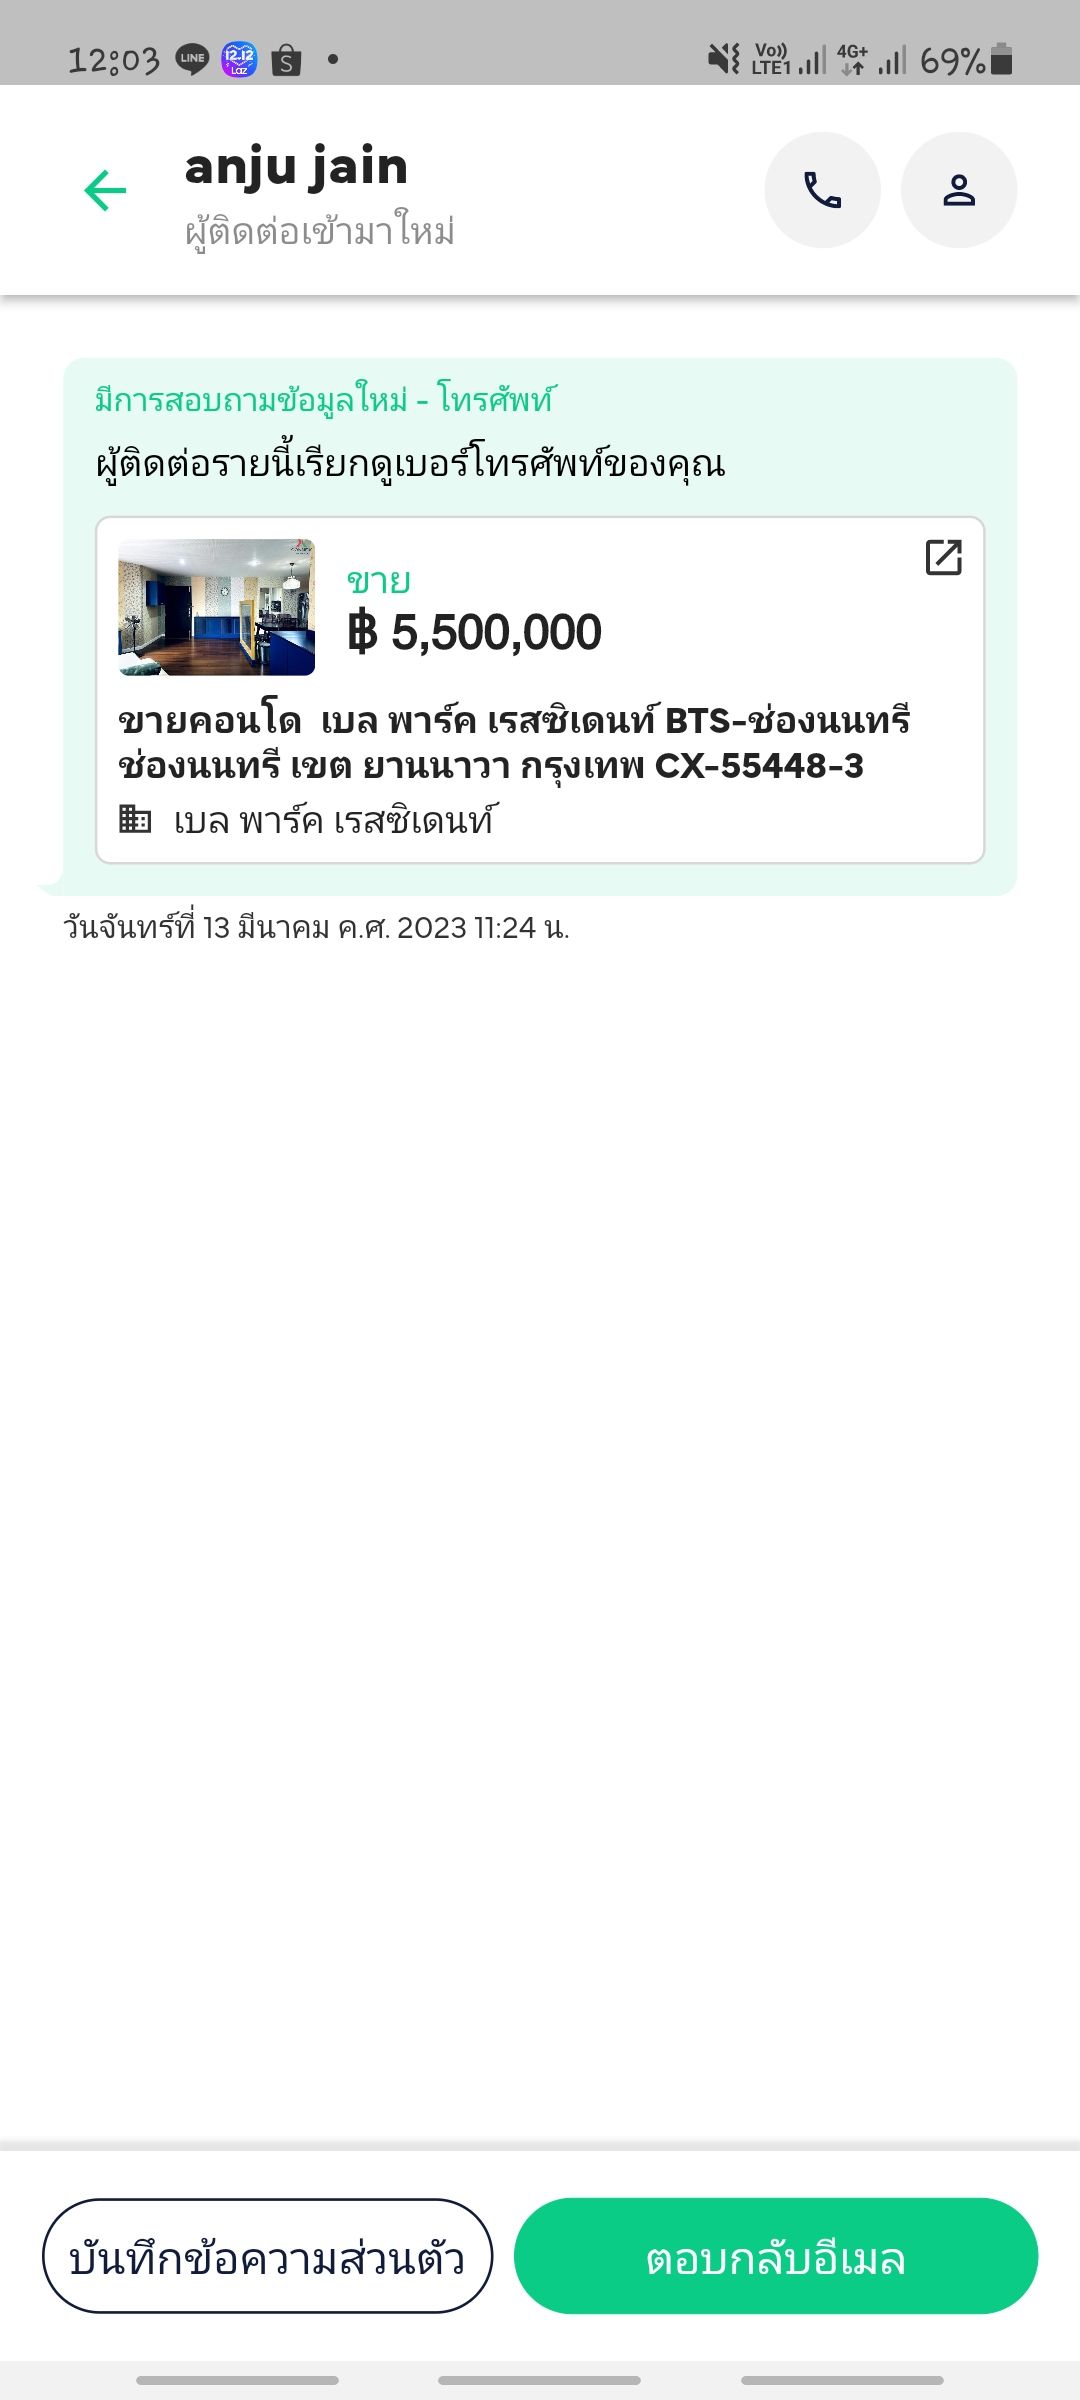 12:03 LINE 12.12 Laz S Vo)) LTE1 4G+ 69%
anju jain
ผู้ติดต่อเข้ามาใหม่
มีการสอบถามข้อมูลใหม่ - โทรศัพท์
ผู้ติดต่อรายนี้เรียกดูเบอร์โทรศัพท์ของคุณ
ขาย
฿ 5,500,000
ขายคอนโด เบล พาร์ค เรสซิเดนท์ BTS-ช่องนนทรี
ช่องนนทรี เขต ยานนาวา กรุงเทพ CX-55448-3
เบล พาร์ค เรสซิเดนท์
วันจันทร์ที่ 13 มีนาคม ค.ศ. 2023 11:24 น.
บันทึกข้อความส่วนตัว
ตอบกลับอีเมล